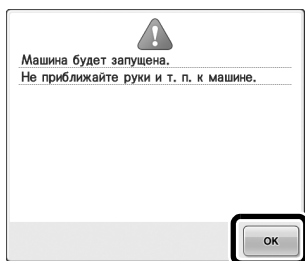 Машина будет запущена.
Не приближайте руки и т. п. к машине.
OK